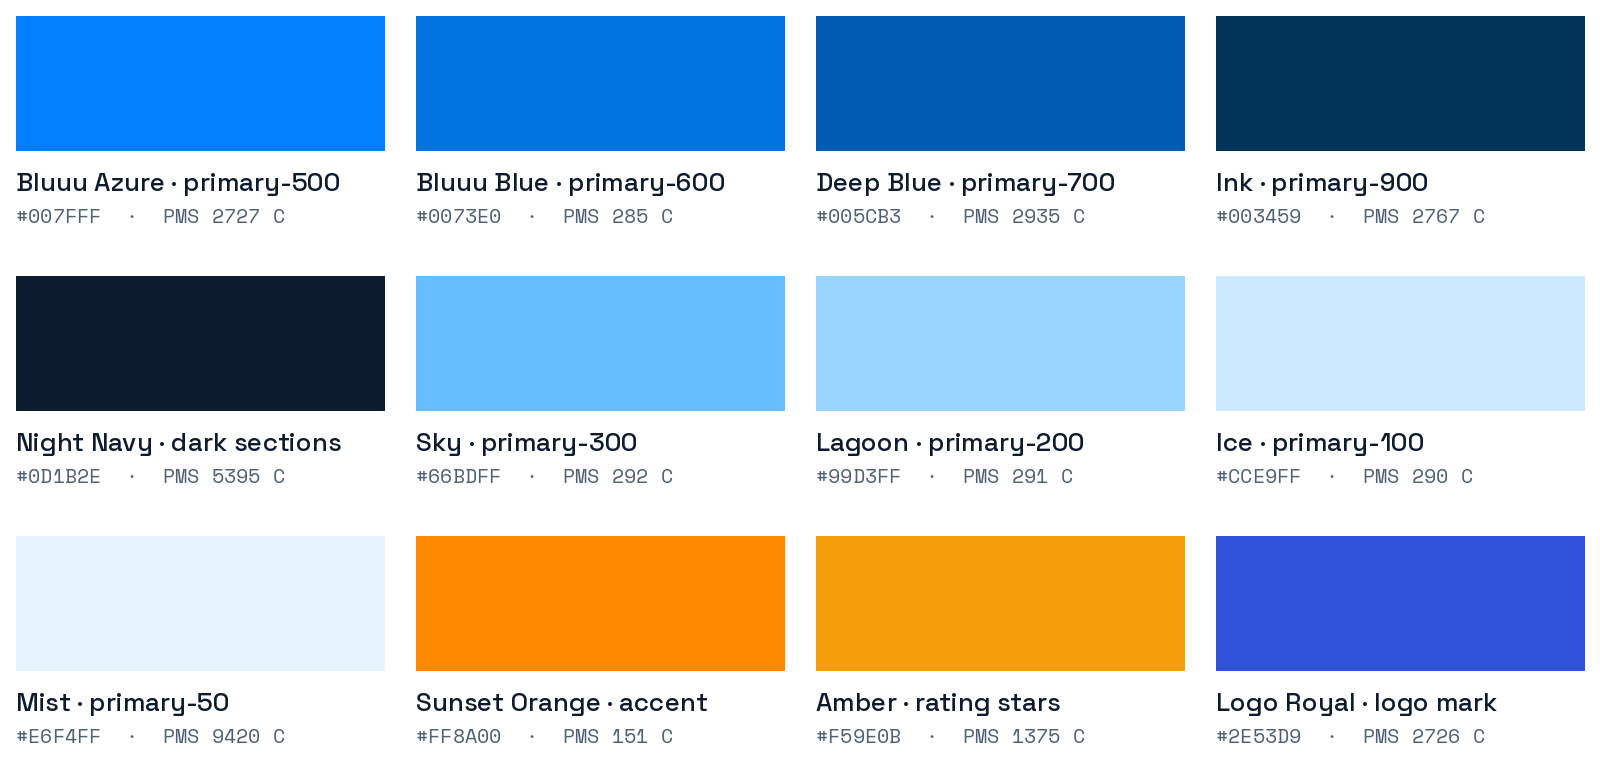 Bluuu Azure · primary-500
#007FFF · PMS 2727 C
Bluuu Blue · primary-600
#0073E0 · PMS 285 C
Deep Blue · primary-700
#005CB3 · PMS 2935 C
Ink · primary-900
#003459 · PMS 2767 C
Night Navy · dark sections
#0D1B2E · PMS 5395 C
Sky · primary-300
#66BDFF · PMS 292 C
Lagoon · primary-200
#99D3FF · PMS 291 C
Ice · primary-100
#CCE9FF · PMS 290 C
Mist · primary-50
#E6F4FF · PMS 9420 C
Sunset Orange · accent
#FF8A00 · PMS 151 C
Amber · rating stars
#F59E0B · PMS 1375 C
Logo Royal · logo mark
#2E53D9 · PMS 2726 C